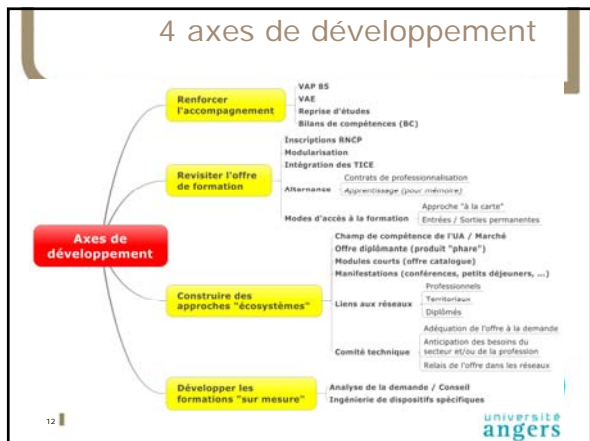 4 axes de développement
VAP 85
VAE
Reprise d'études
Bilans de compétences (BC)
Renforcer
l'accompagnement
Inscriptions RNCP
Modularisation
Intégration des TICE
Alternance
Contrats de professionnalisation
Apprentissage (pour mémoire)
Modes d'accès à la formation
Approche "à la carte"
Entrées / Sorties permanentes
Revisiter l'offre
de formation
Axes de
développement
Champ de compétence de l'UA / Marché
Offre diplômante (produit "phare")
Modules courts (offre catalogue)
Manifestations (conférences, petits déjeuners, ...)
Liens aux réseaux
Professionnels
Territoriaux
Diplômés
Comité technique
Adéquation de l'offre à la demande
Anticipation des besoins du
secteur et/ou de la profession
Relais de l'offre dans les réseaux
Construire des
approches "écosystèmes"
Développer les
formations "sur mesure"
Analyse de la demande / Conseil
Ingénierie de dispositifs spécifiques
12
université
angers